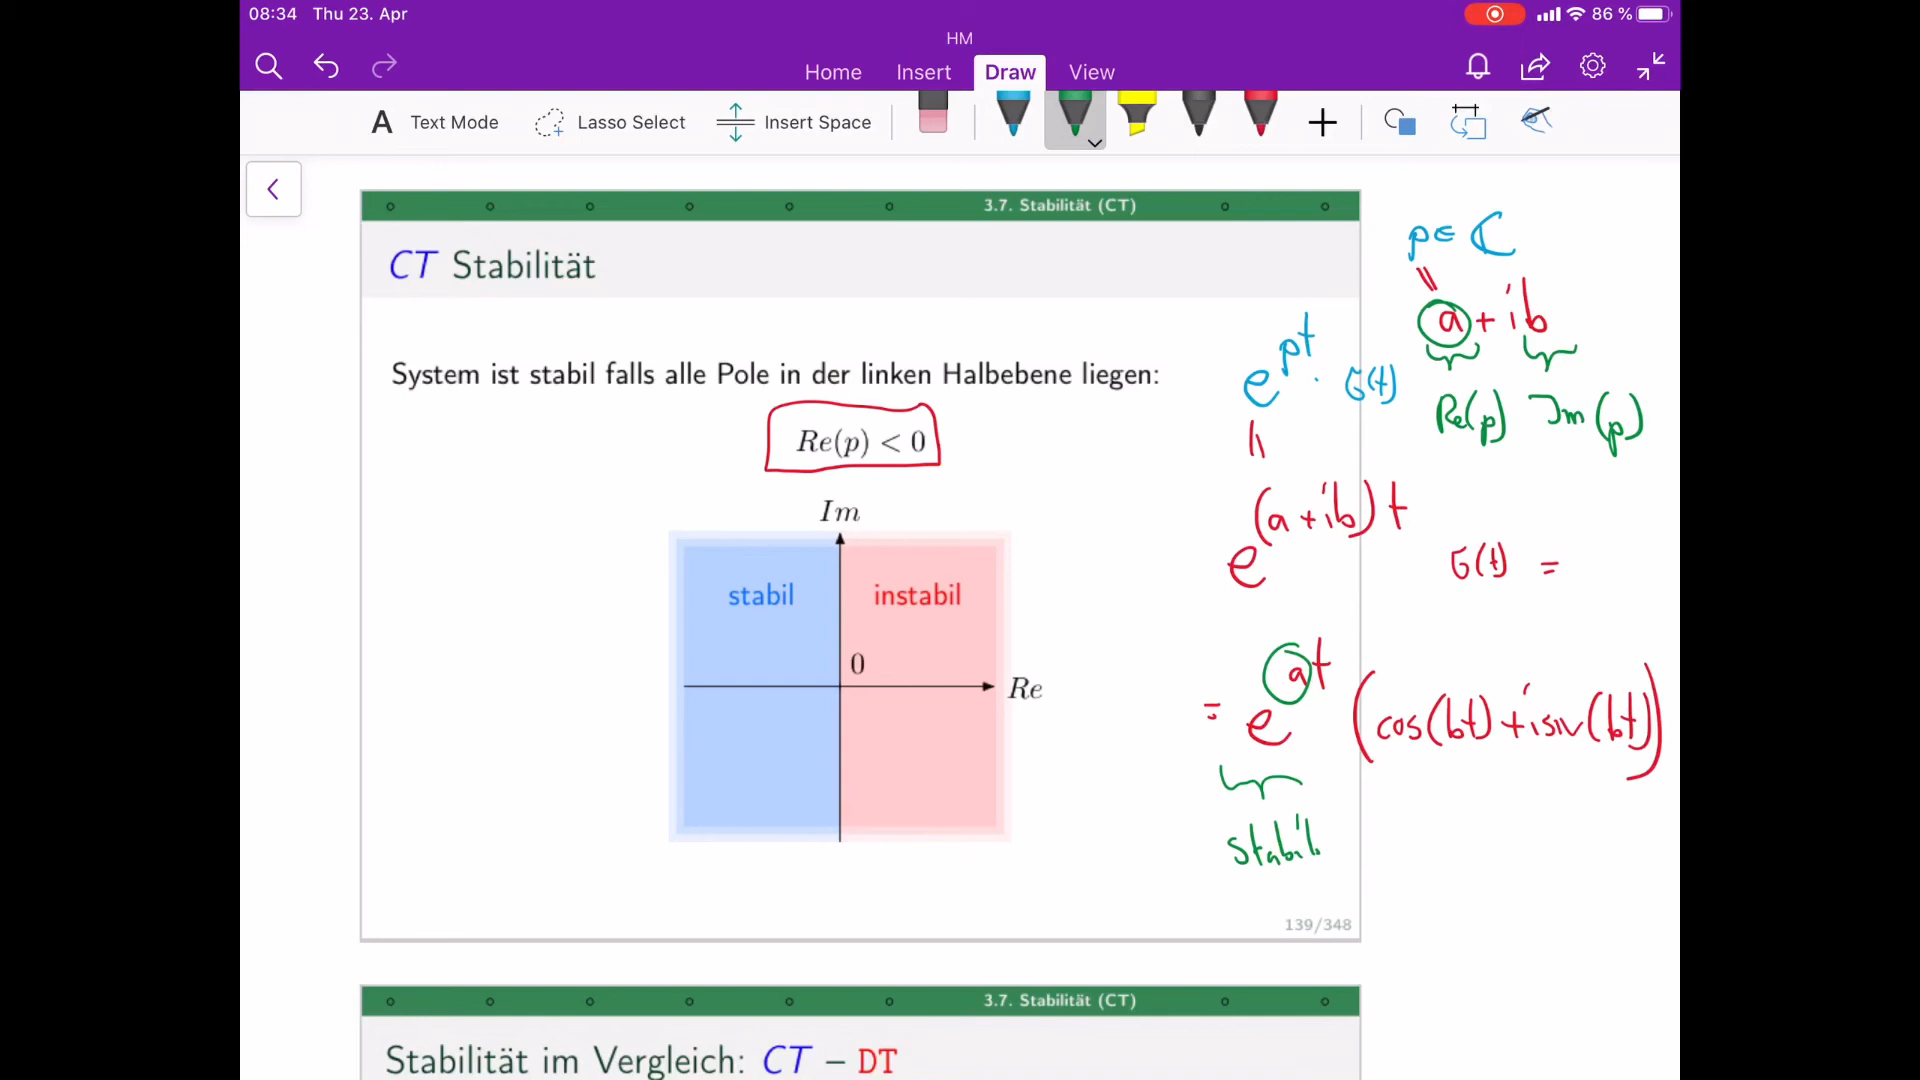 08:34 Thu 23. Apr
86 %
HM
Home Insert Draw View
A Text Mode Lasso Select Insert Space
3.7. Stabilität (CT)
CT Stabilität
System ist stabil falls alle Pole in der linken Halbebene liegen:
Re(p) < 0
Im
stabil instabil
0
Re
139/348
p ∈ ℂ
||
a + ib
Re(p) Im(p)
e^{pt} · σ(t)
||
e^{(a+ib)t} σ(t) =
= e^{at} (cos(bt) + i sin(bt))
stabil
3.7. Stabilität (CT)
Stabilität im Vergleich: CT – DT